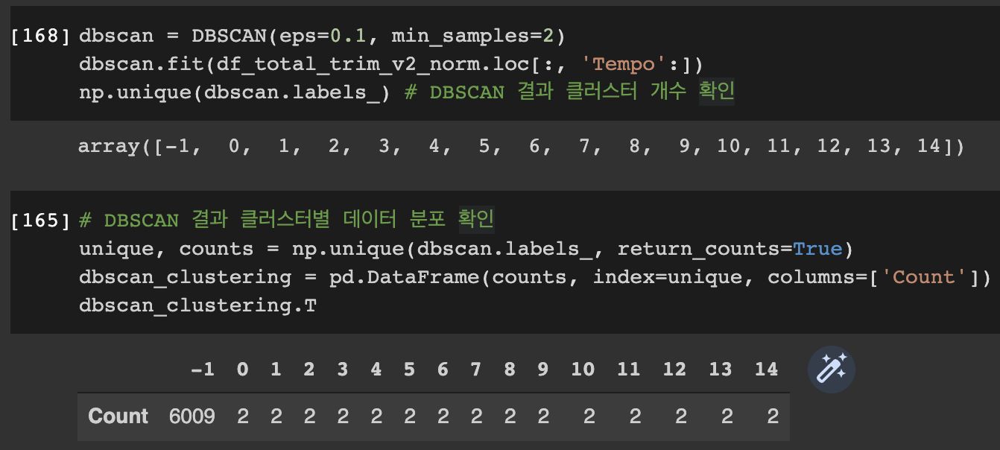 [168] dbscan = DBSCAN(eps=0.1, min_samples=2)
dbscan.fit(df_total_trim_v2_norm.loc[:, 'Tempo':])
np.unique(dbscan.labels_) # DBSCAN 결과 클러스터 개수 확인
array([-1, 0, 1, 2, 3, 4, 5, 6, 7, 8, 9, 10, 11, 12, 13, 14])
[165] # DBSCAN 결과 클러스터별 데이터 분포 확인
unique, counts = np.unique(dbscan.labels_, return_counts=True)
dbscan_clustering = pd.DataFrame(counts, index=unique, columns=['Count'])
dbscan_clustering.T
-1 0 1 2 3 4 5 6 7 8 9 10 11 12 13 14
Count 6009 2 2 2 2 2 2 2 2 2 2 2 2 2 2 2